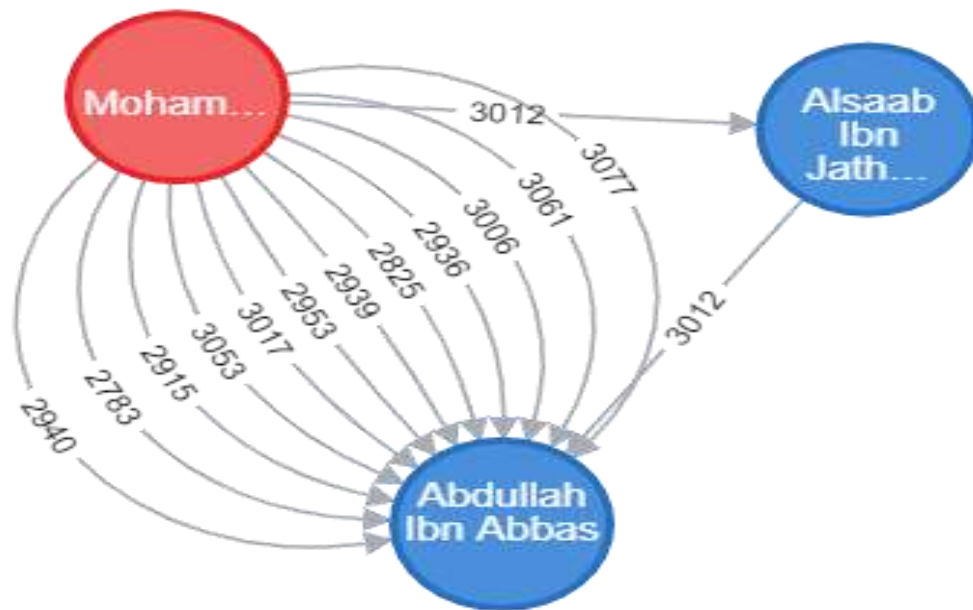 Moham...
3012
Alsaab
Ibn
Jath...
3077
3061
3006
2936
2825
2939
2953
3017
3053
2915
2783
2940
3012
Abdullah
Ibn Abbas